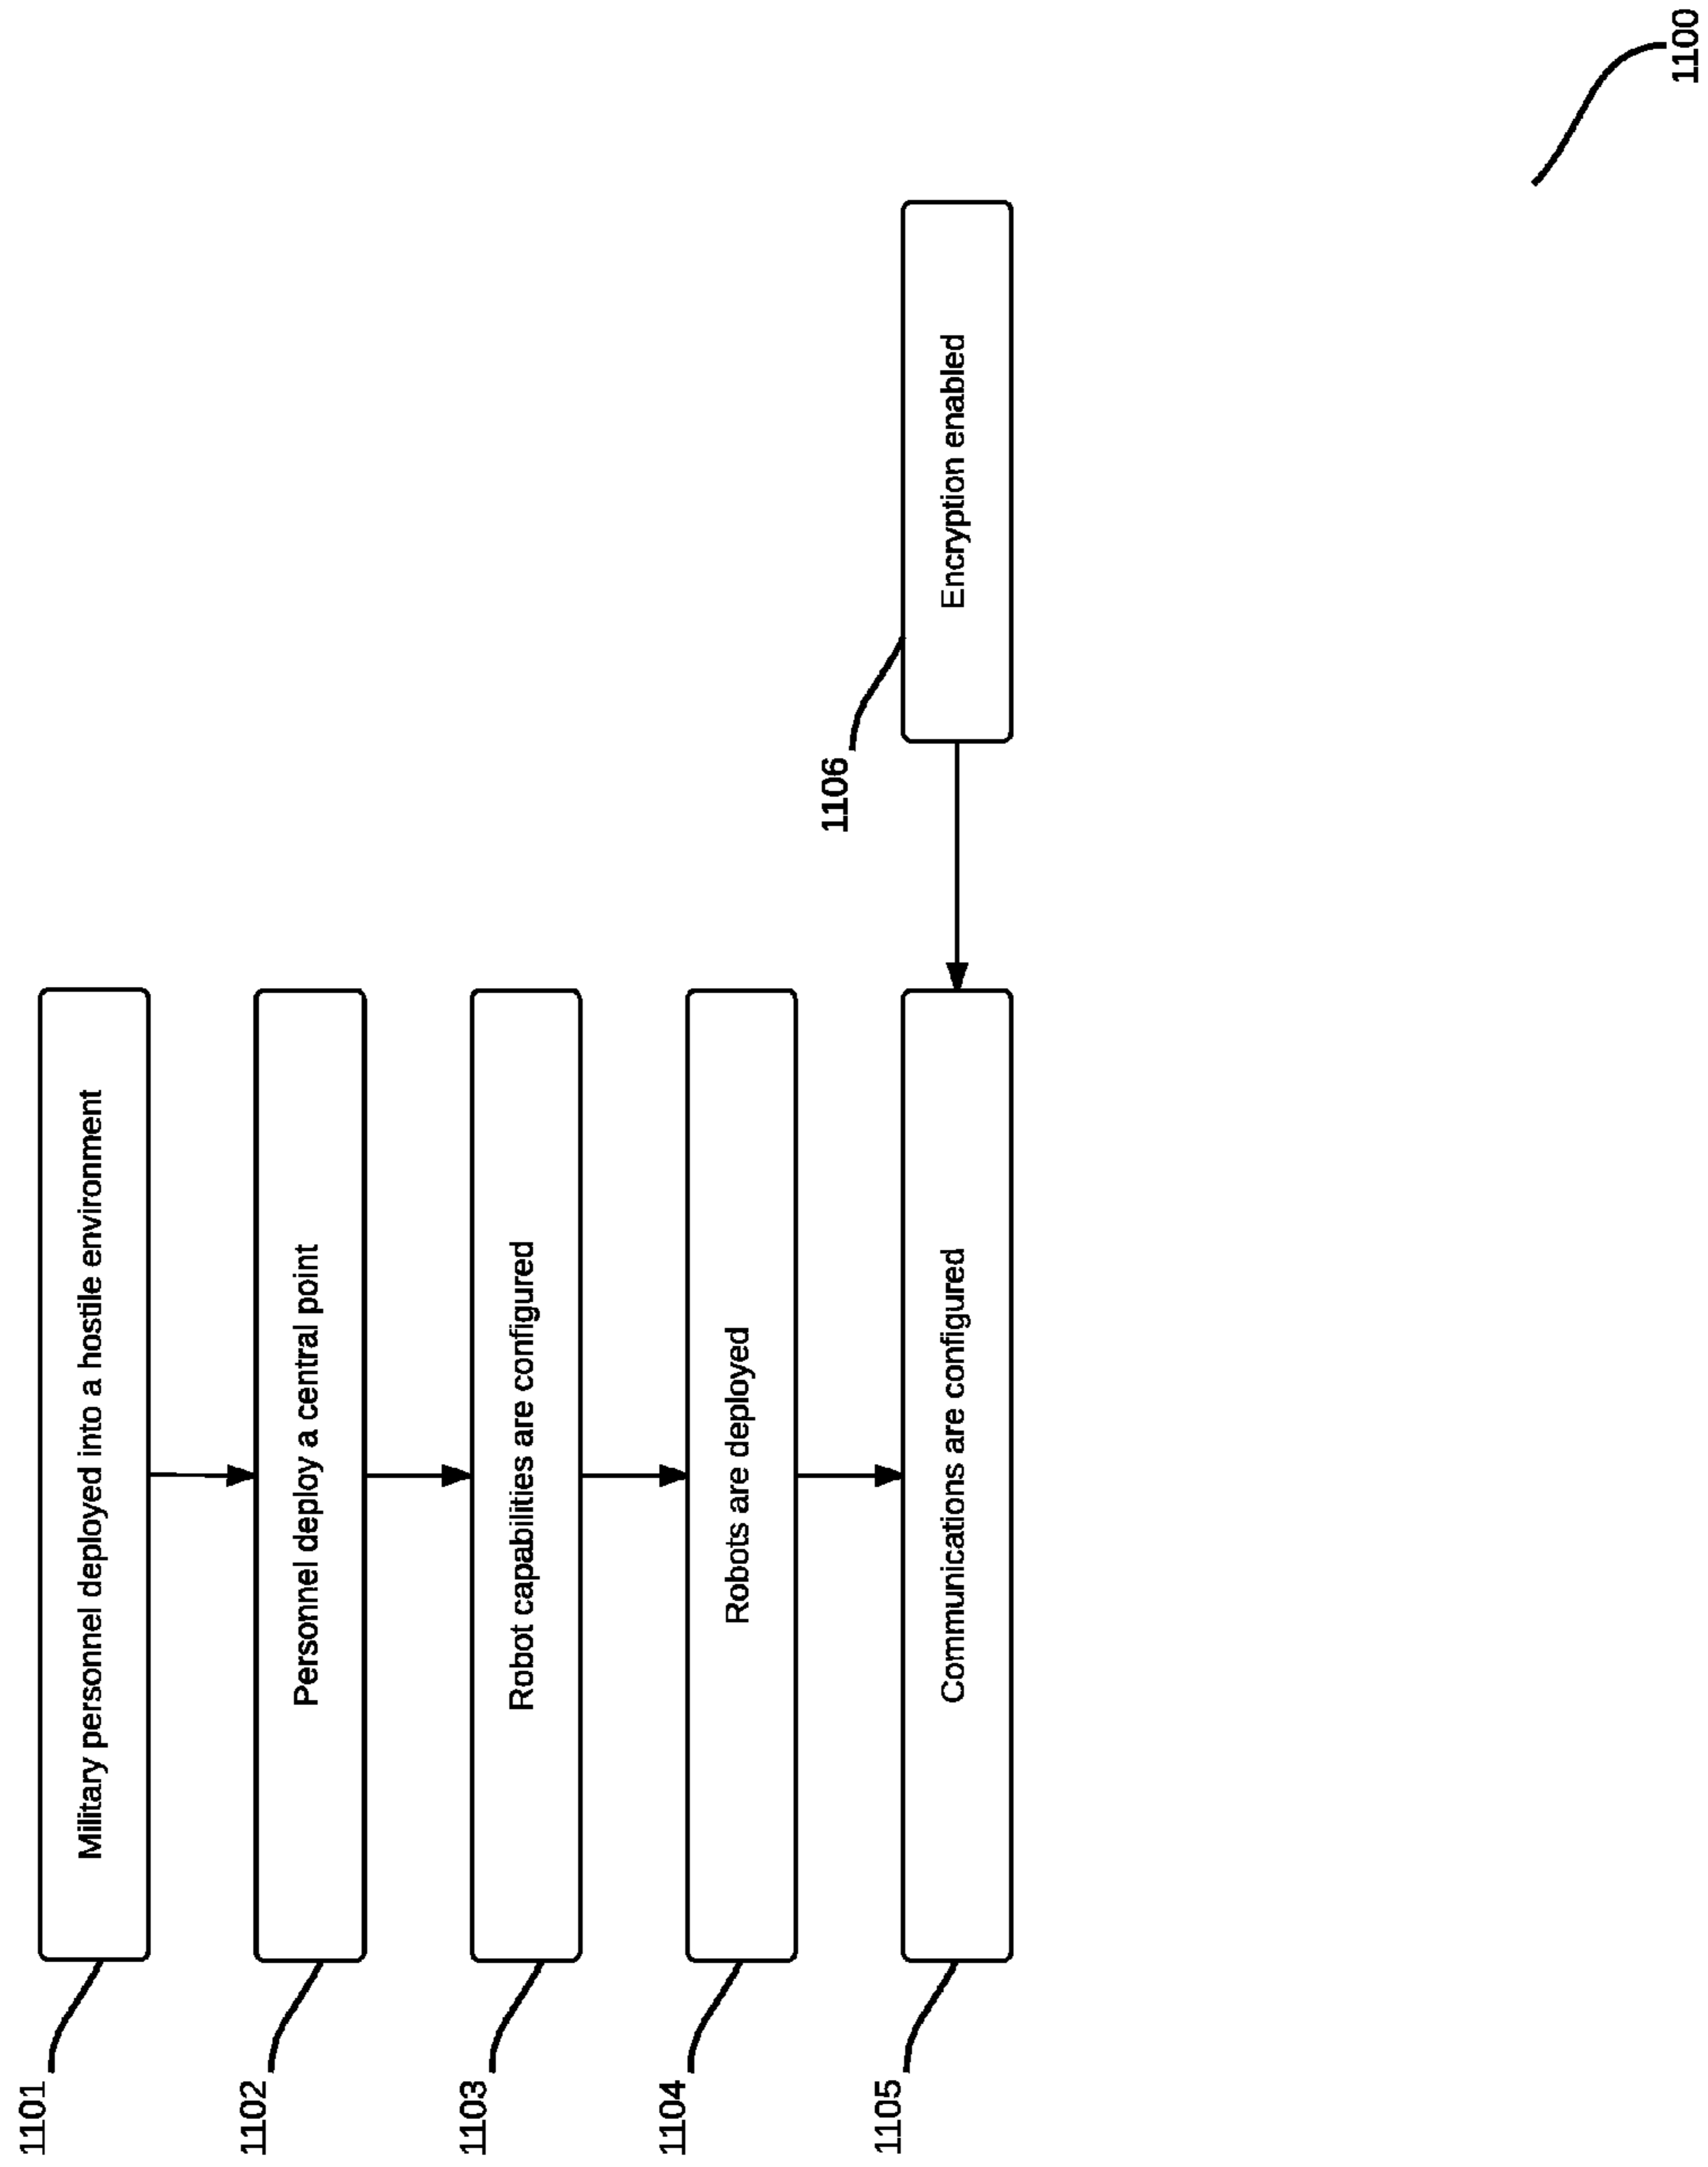 1101
Military personnel deployed into a hostile environment
1102
Personnel deploy a central point
1103
Robot capabilities are configured
1104
Robots are deployed
1105
Communications are configured
1106
Encryption enabled
1100